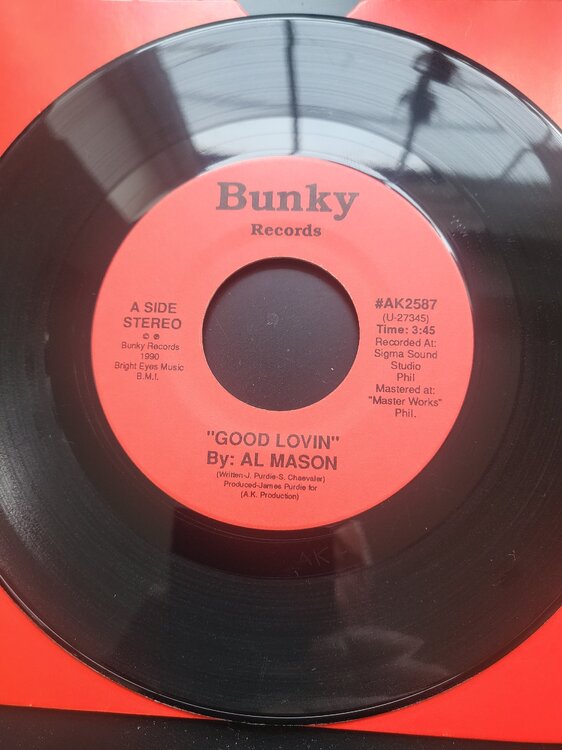 Bunky
Records
A SIDE
STEREO
© ℗
Bunky Records
1990
Bright Eyes Music
B.M.I.
#AK2587
(U-27345)
Time: 3:45
Recorded At:
Sigma Sound
Studio
Phil
Mastered at:
"Master Works"
Phil.
"GOOD LOVIN"
By: AL MASON
(Written-J. Purdie-S. Chaevaler)
Produced-James Purdie for
(A.K. Production)
AK